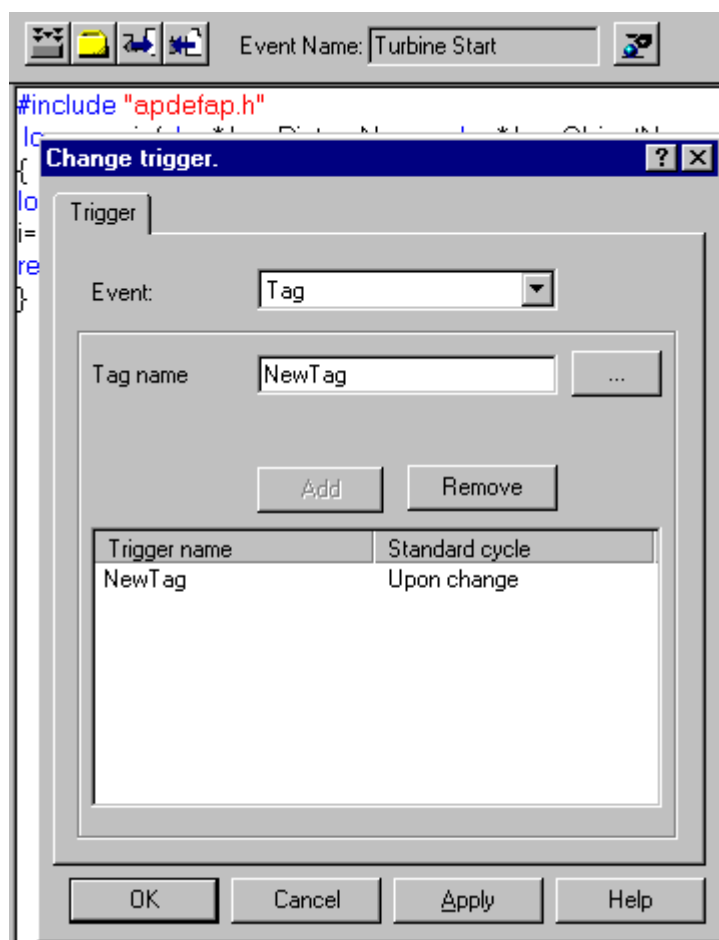 Event Name: Turbine Start
#include "apdefap.h"
{
Change trigger.
lo
i=
re
}
Trigger
Event: Tag
Tag name NewTag ...
Add Remove
Trigger name Standard cycle
NewTag Upon change
OK Cancel Apply Help